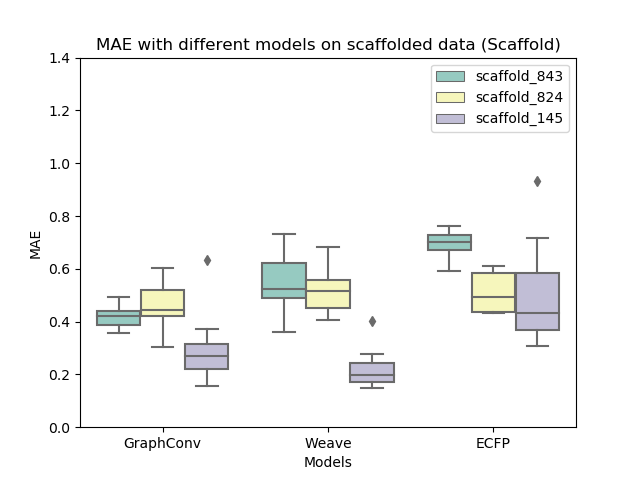 MAE with different models on scaffolded data (Scaffold)
scaffold_843
scaffold_824
scaffold_145
1.4
1.2
1.0
0.8
0.6
0.4
0.2
0.0
MAE
GraphConv
Weave
ECFP
Models